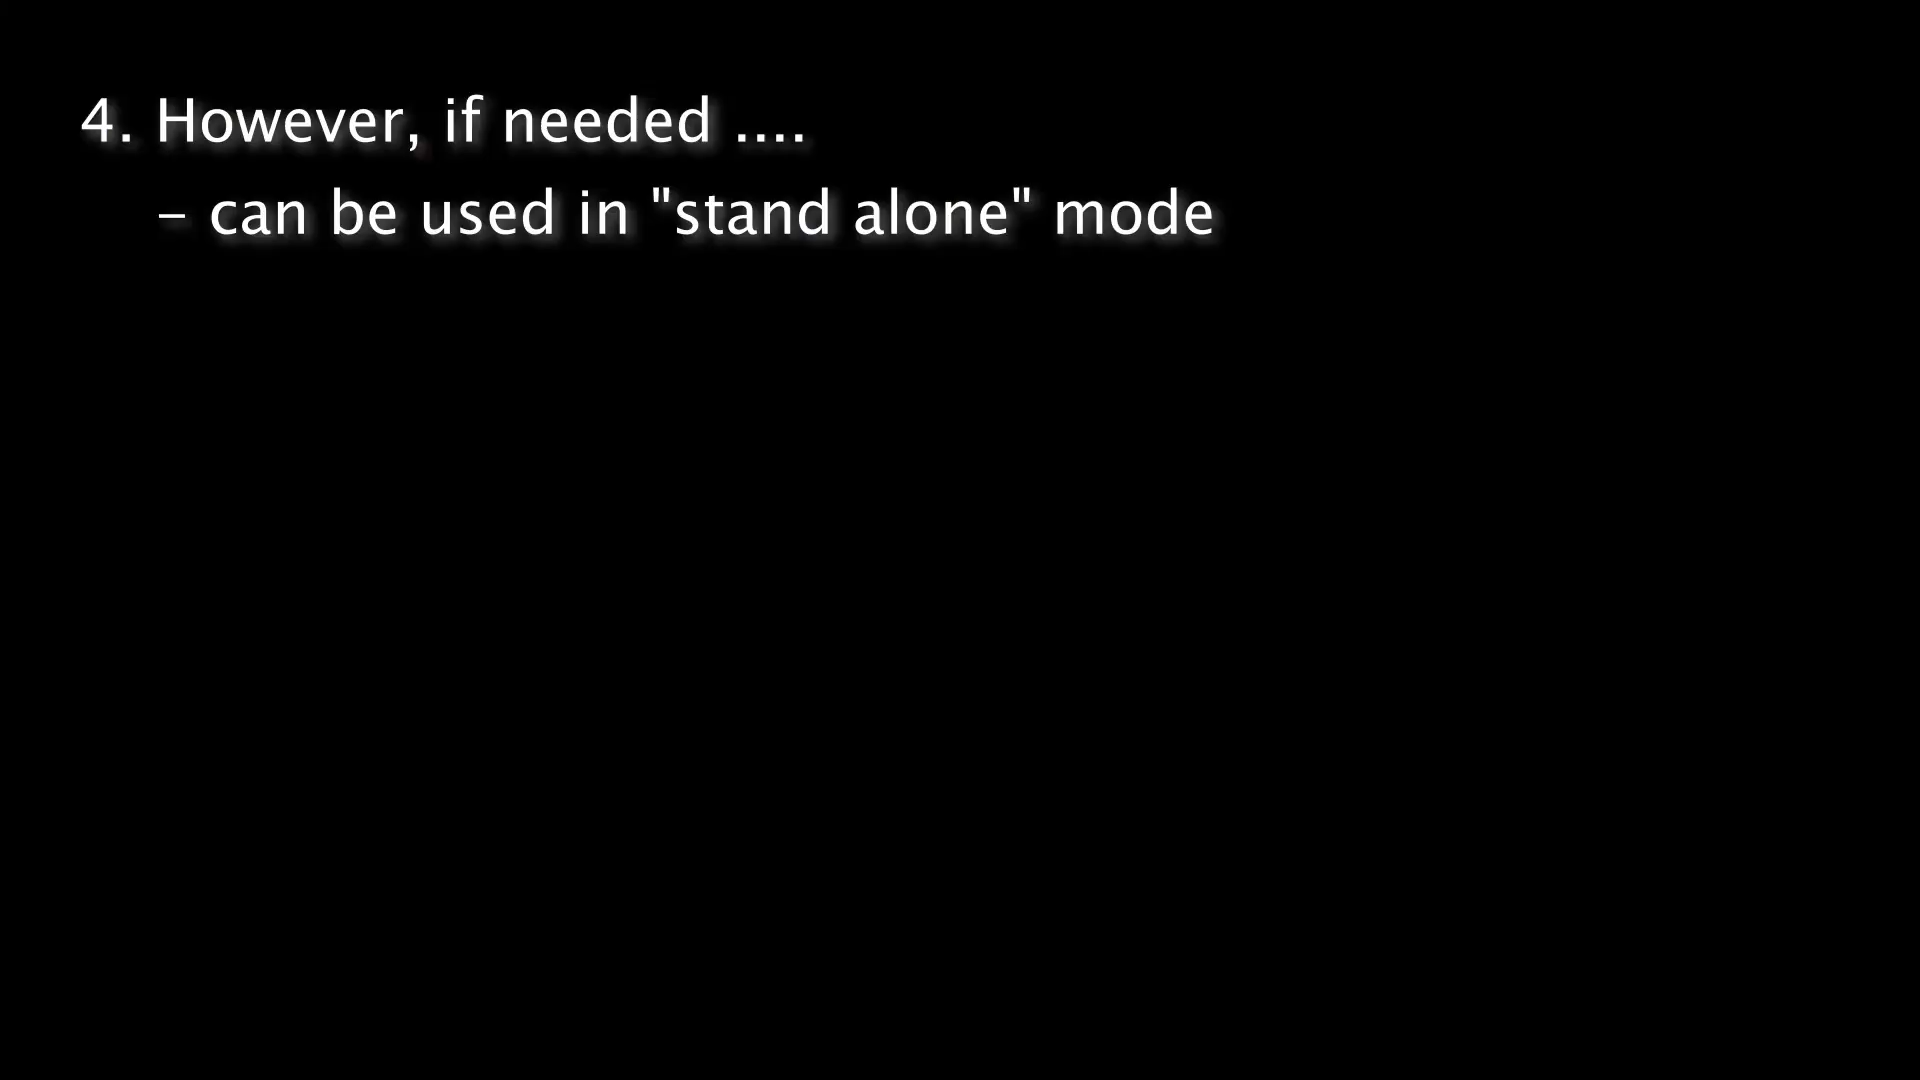 4. However, if needed ....
– can be used in "stand alone" mode